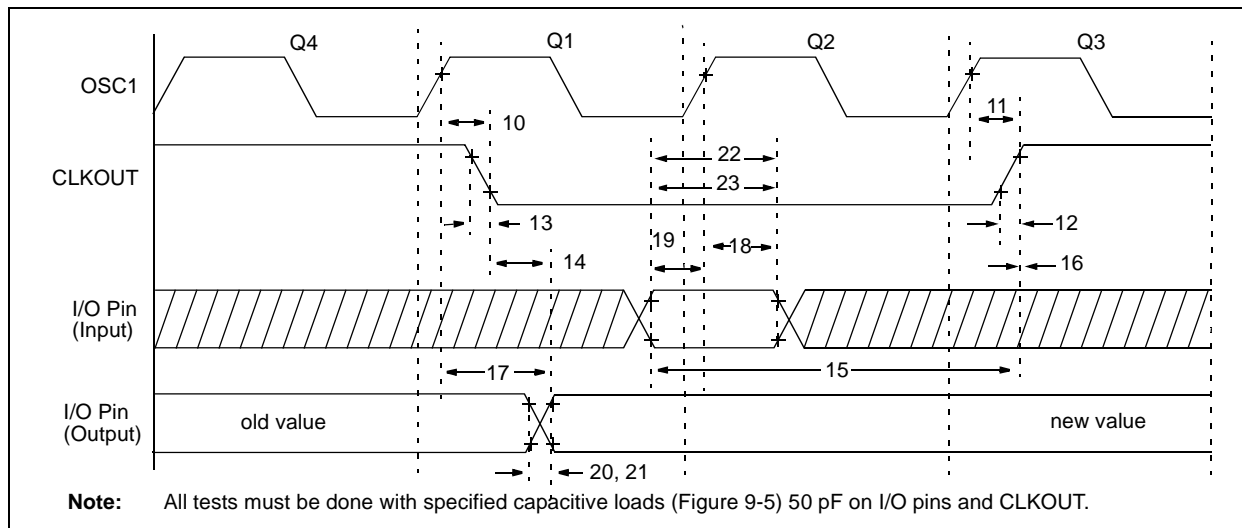 Q4 Q1 Q2 Q3
OSC1
10 11
22
CLKOUT
23
13 19 18 12
14 16
I/O Pin
(Input)
17 15
I/O Pin
(Output)
old value new value
20, 21
Note: All tests must be done with specified capacitive loads (Figure 9-5) 50 pF on I/O pins and CLKOUT.